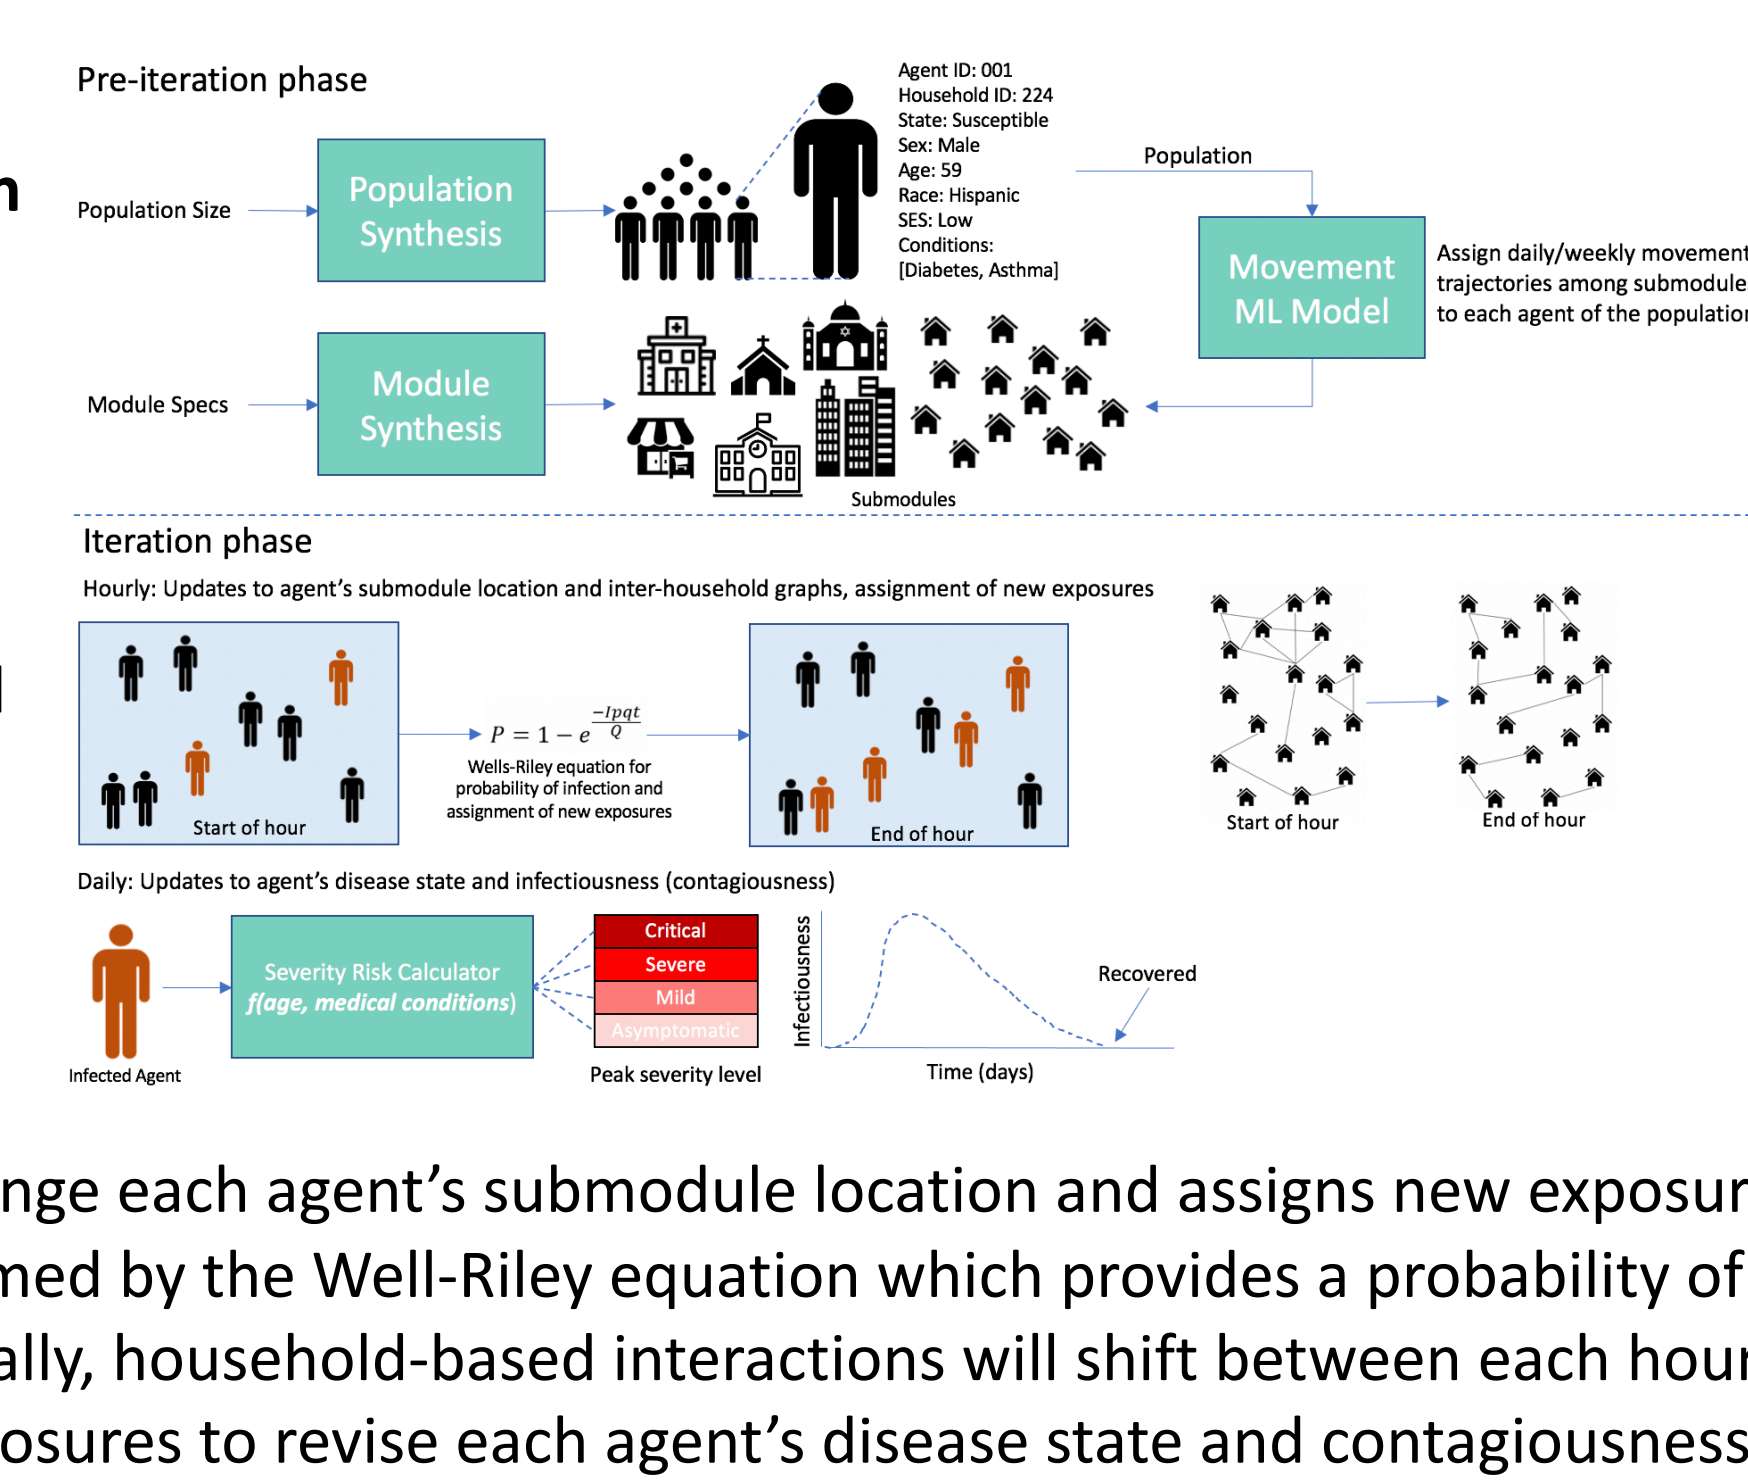 Pre-iteration phase
Agent ID: 001
Household ID: 224
State: Susceptible
Sex: Male
Age: 59
Race: Hispanic
SES: Low
Conditions:
[Diabetes, Asthma]
Population Size
Population
Synthesis
Population
Movement
ML Model
Assign daily/weekly movement
trajectories among submodule
to each agent of the population
Module Specs
Module
Synthesis
Submodules
Iteration phase
Hourly: Updates to agent’s submodule location and inter-household graphs, assignment of new exposures
P = 1 − e^(−Ipqt/Q)
Wells-Riley equation for
probability of infection and
assignment of new exposures
Start of hour
End of hour
Start of hour
End of hour
Daily: Updates to agent’s disease state and infectiousness (contagiousness)
Infected Agent
Severity Risk Calculator
f(age, medical conditions)
Critical
Severe
Mild
Asymptomatic
Peak severity level
Infectiousness
Recovered
Time (days)
nge each agent’s submodule location and assigns new exposur
med by the Well-Riley equation which provides a probability of
ally, household-based interactions will shift between each hour
osures to revise each agent’s disease state and contagiousness